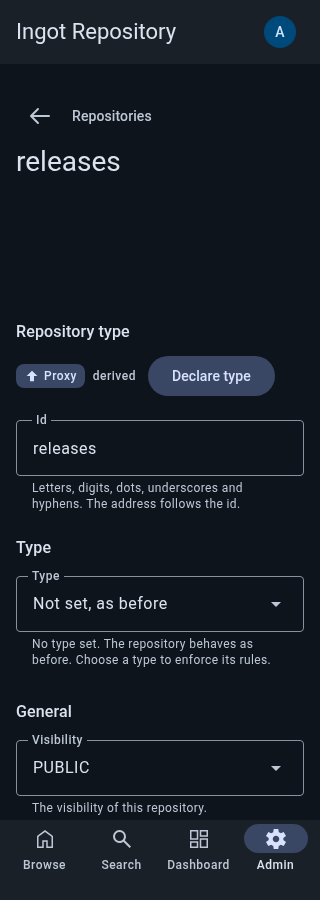 Ingot Repository
A
Repositories
releases
Repository type
Proxy
derived
Declare type
Id
releases
Letters, digits, dots, underscores and
hyphens. The address follows the id.
Type
Type
Not set, as before
No type set. The repository behaves as
before. Choose a type to enforce its rules.
General
Visibility
PUBLIC
The visibility of this repository.
Browse
Search
Dashboard
Admin